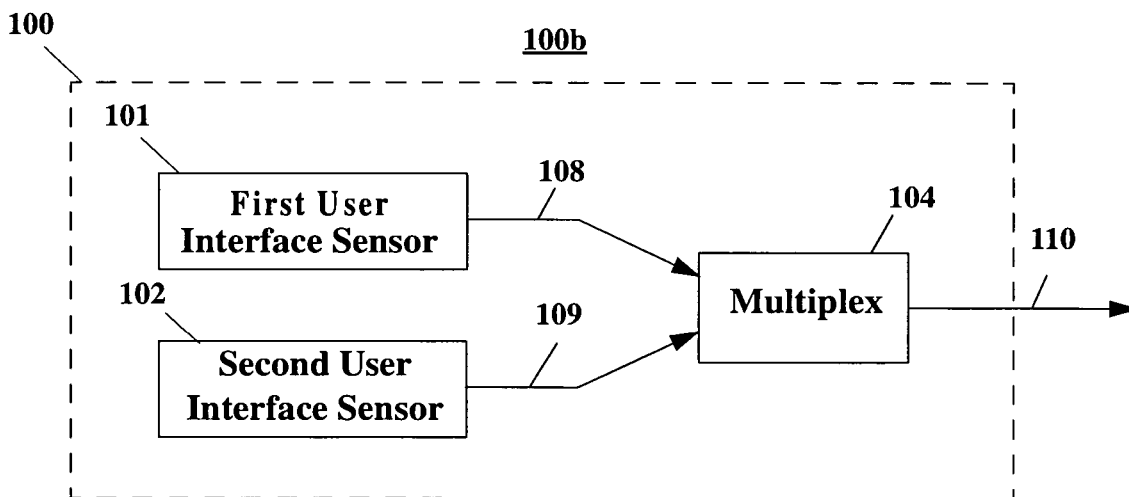 100
100b
101
108
First User
Interface Sensor
104
110
Multiplex
102
109
Second User
Interface Sensor